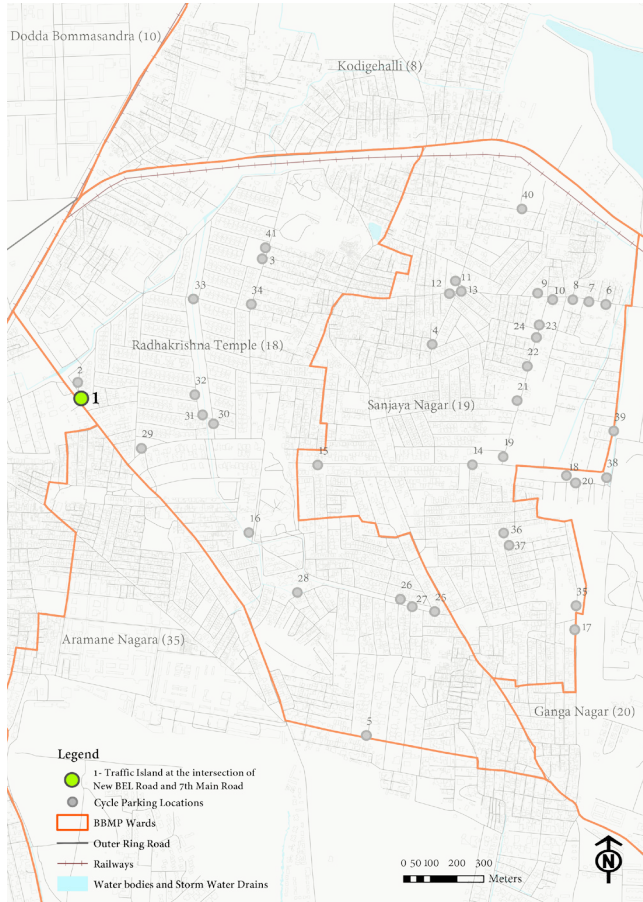 Dodda Bommasandra (10)
Kodigehalli (8)
40
41
3
11
12
13
9
10
8
7
6
33
34
24
23
4
Radhakrishna Temple (18)
22
2
32
21
1
Sanjaya Nagar (19)
31
30
39
29
19
15
14
18
20
38
16
36
37
28
26
27
25
35
17
Aramane Nagara (35)
Ganga Nagar (20)
5
Legend
1- Traffic Island at the intersection of
New BEL Road and 7th Main Road
Cycle Parking Locations
BBMP Wards
Outer Ring Road
Railways
Water bodies and Storm Water Drains
0 50 100 200 300
Meters
N